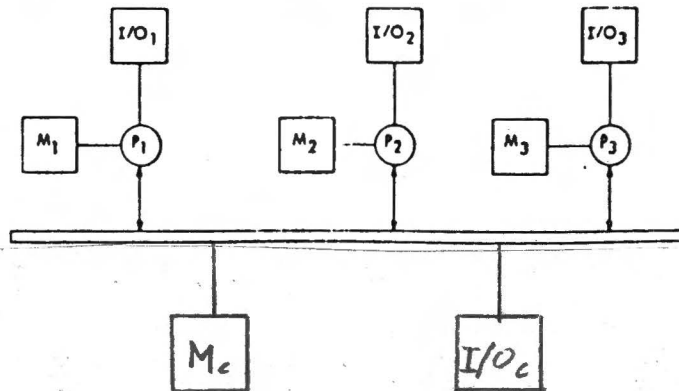 I/O₁ I/O₂ I/O₃
M₁ P₁ M₂ P₂ M₃ P₃
M𝒸 I/O𝒸